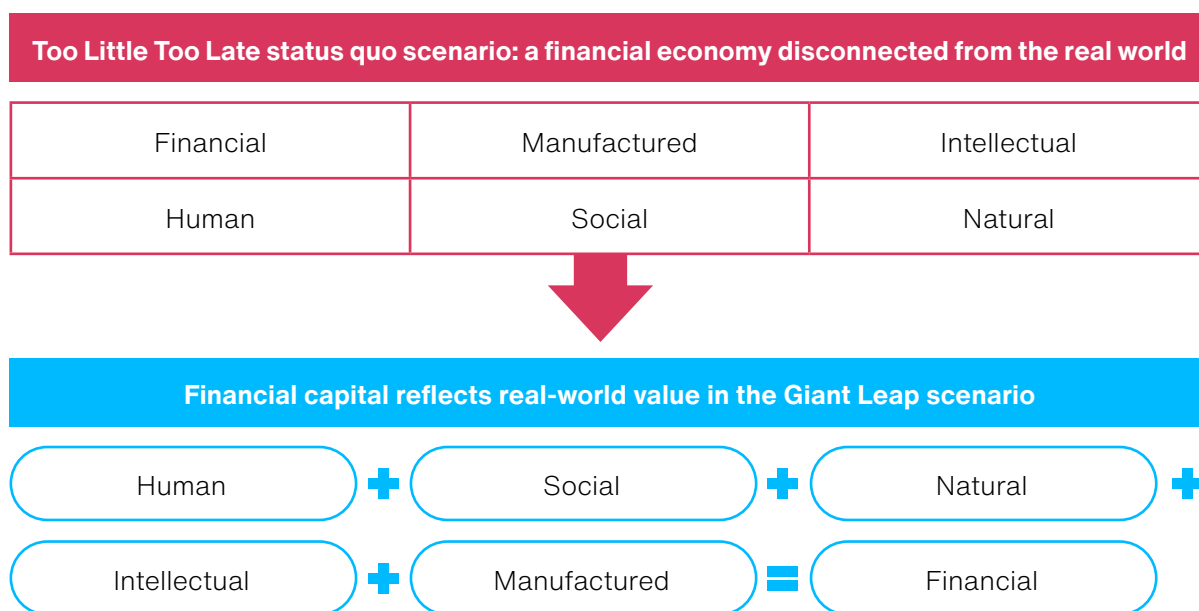 Too Little Too Late status quo scenario: a financial economy disconnected from the real world
Financial Manufactured Intellectual
Human Social Natural
Financial capital reflects real-world value in the Giant Leap scenario
Human + Social + Natural +
Intellectual + Manufactured = Financial